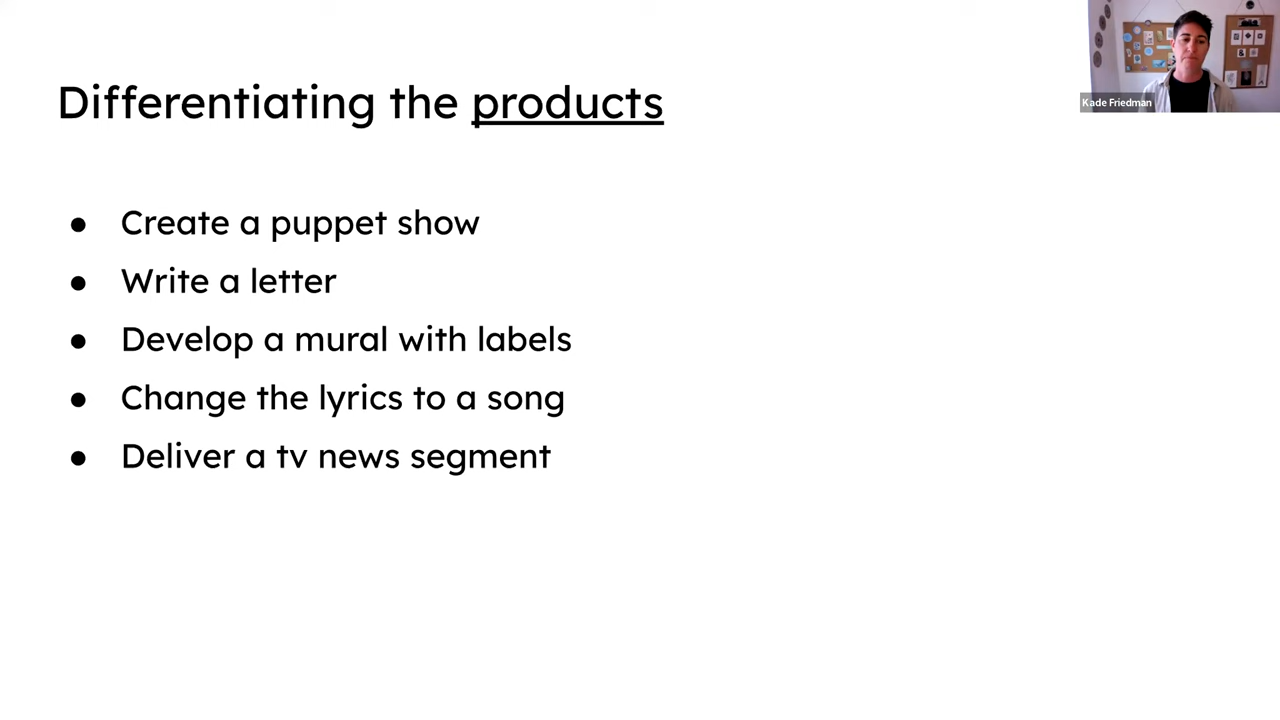 Differentiating the products
● Create a puppet show
● Write a letter
● Develop a mural with labels
● Change the lyrics to a song
● Deliver a tv news segment
Kade Friedman